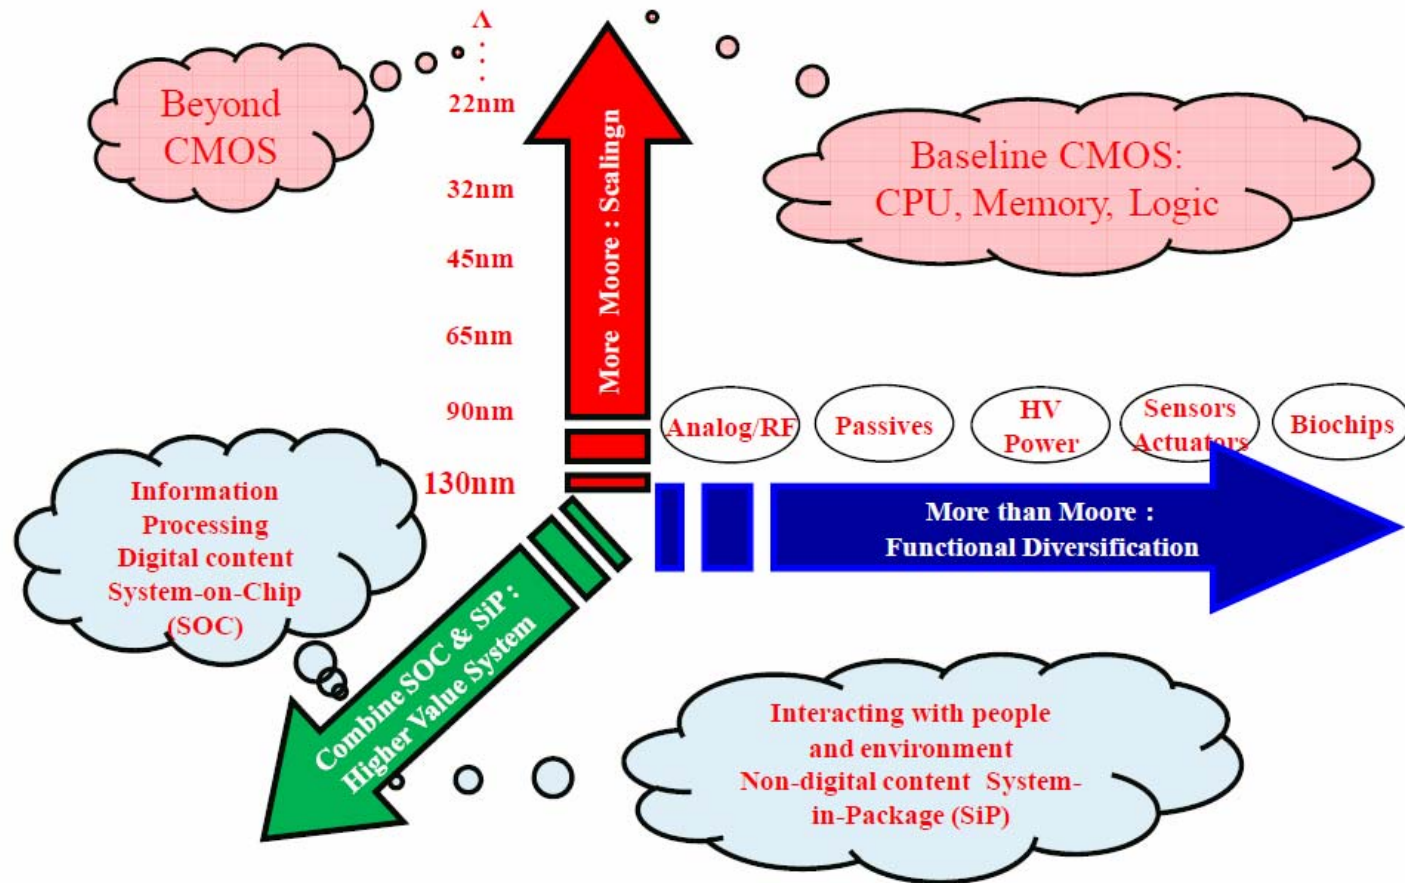 Λ
22nm
32nm
45nm
65nm
90nm
130nm
Beyond
CMOS
More Moore : Scalingn
Baseline CMOS:
CPU, Memory, Logic
Analog/RF
Passives
HV
Power
Sensors
Actuators
Biochips
More than Moore :
Functional Diversification
Information
Processing
Digital content
System-on-Chip
(SOC)
Combine SOC & SiP :
Higher Value System
Interacting with people
and environment
Non-digital content System-
in-Package (SiP)